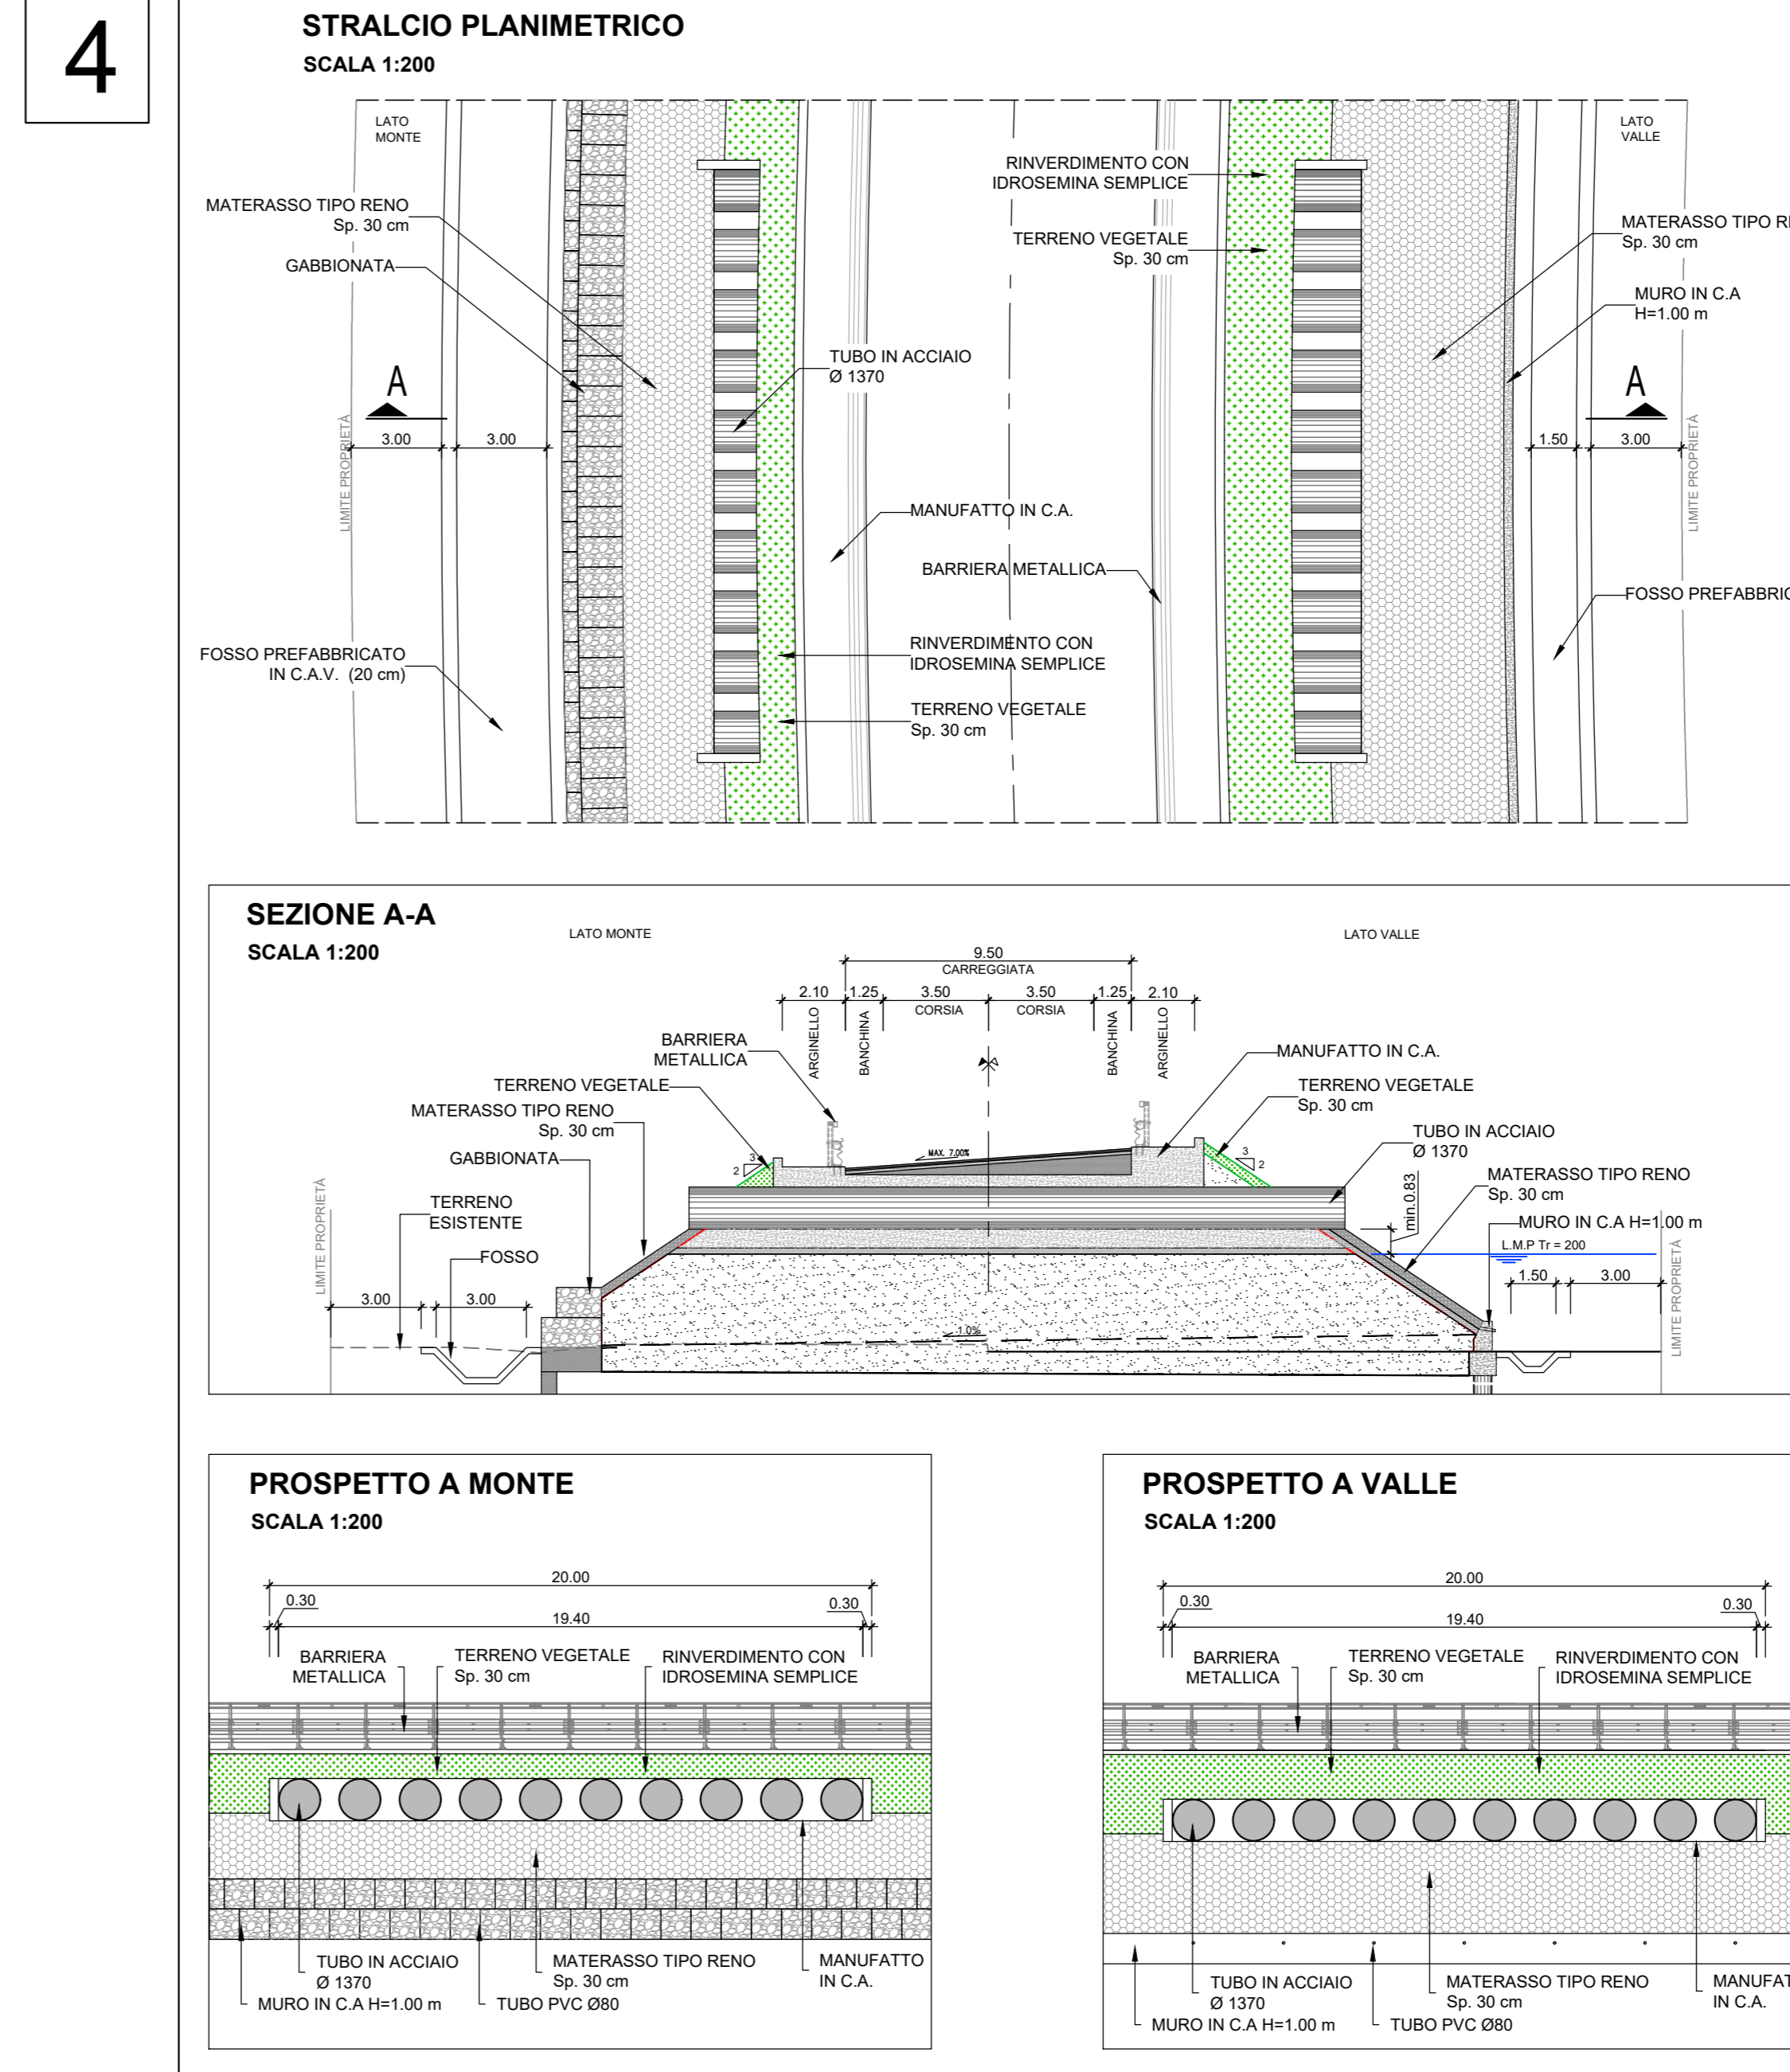 4
STRALCIO PLANIMETRICO
SCALA 1:200
LATO
MONTE
LATO
VALLE
RINVERDIMENTO CON
IDROSEMINA SEMPLICE
MATERASSO TIPO RENO
Sp. 30 cm
MATERASSO TIPO RE
Sp. 30 cm
TERRENO VEGETALE
Sp. 30 cm
GABBIONATA
MURO IN C.A
H=1.00 m
TUBO IN ACCIAIO
Ø 1370
A
A
LIMITE PROPRIETÀ
3.00
3.00
1.50
3.00
LIMITE PROPRIETÀ
MANUFATTO IN C.A.
BARRIERA METALLICA
FOSSO PREFABBRIC
RINVERDIMENTO CON
IDROSEMINA SEMPLICE
FOSSO PREFABBRICATO
IN C.A.V. (20 cm)
TERRENO VEGETALE
Sp. 30 cm
SEZIONE A-A
SCALA 1:200
LATO MONTE
LATO VALLE
9.50
CARREGGIATA
2.10
1.25
3.50
3.50
1.25
2.10
ARGINELLO
BANCHINA
CORSIA
CORSIA
BANCHINA
ARGINELLO
BARRIERA
METALLICA
MANUFATTO IN C.A.
TERRENO VEGETALE
TERRENO VEGETALE
Sp. 30 cm
MATERASSO TIPO RENO
Sp. 30 cm
TUBO IN ACCIAIO
Ø 1370
GABBIONATA
3
2
MAX. 7.00%
3
2
MATERASSO TIPO RENO
Sp. 30 cm
min. 0.83
TERRENO
ESISTENTE
MURO IN C.A H=1.00 m
L.M.P Tr = 200
FOSSO
LIMITE PROPRIETÀ
3.00
3.00
1.50
3.00
LIMITE PROPRIETÀ
1.0%
PROSPETTO A MONTE
SCALA 1:200
20.00
0.30
0.30
19.40
BARRIERA
METALLICA
TERRENO VEGETALE
Sp. 30 cm
RINVERDIMENTO CON
IDROSEMINA SEMPLICE
TUBO IN ACCIAIO
Ø 1370
MATERASSO TIPO RENO
Sp. 30 cm
MANUFATTO
IN C.A.
MURO IN C.A H=1.00 m
TUBO PVC Ø80
PROSPETTO A VALLE
SCALA 1:200
20.00
0.30
0.30
19.40
BARRIERA
METALLICA
TERRENO VEGETALE
Sp. 30 cm
RINVERDIMENTO CON
IDROSEMINA SEMPLICE
TUBO IN ACCIAIO
Ø 1370
MATERASSO TIPO RENO
Sp. 30 cm
MANUFAT
IN C.A.
MURO IN C.A H=1.00 m
TUBO PVC Ø80